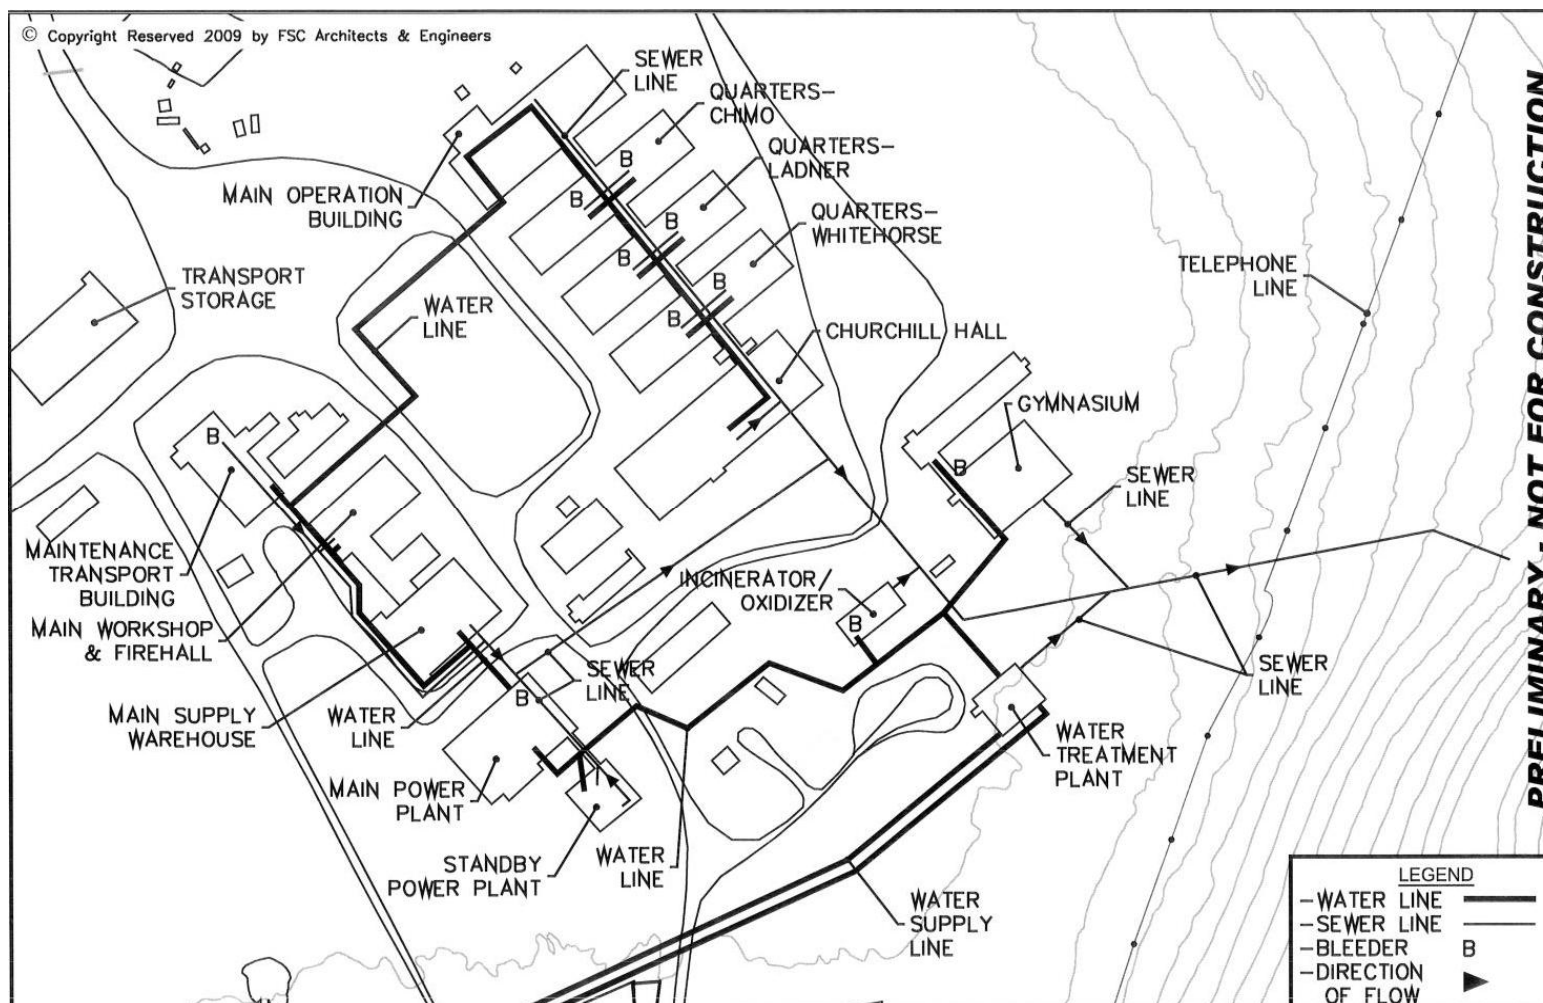 © Copyright Reserved 2009 by FSC Architects & Engineers
SEWER
LINE
QUARTERS-
CHIMO
QUARTERS-
LADNER
MAIN OPERATION
BUILDING
QUARTERS-
WHITEHORSE
TRANSPORT
STORAGE
WATER
LINE
TELEPHONE
LINE
CHURCHILL HALL
GYMNASIUM
SEWER
LINE
B
B
B
B
B
B
B
B
B
B
MAINTENANCE
TRANSPORT
BUILDING
MAIN WORKSHOP
& FIREHALL
INCINERATOR/
OXIDIZER
MAIN SUPPLY
WAREHOUSE
WATER
LINE
SEWER
LINE
SEWER
LINE
WATER
TREATMENT
PLANT
MAIN POWER
PLANT
STANDBY
POWER PLANT
WATER
LINE
WATER
SUPPLY
LINE
PRELIMINARY - NOT FOR CONSTRUCTION
LEGEND
-WATER LINE
-SEWER LINE
-BLEEDER B
-DIRECTION
OF FLOW